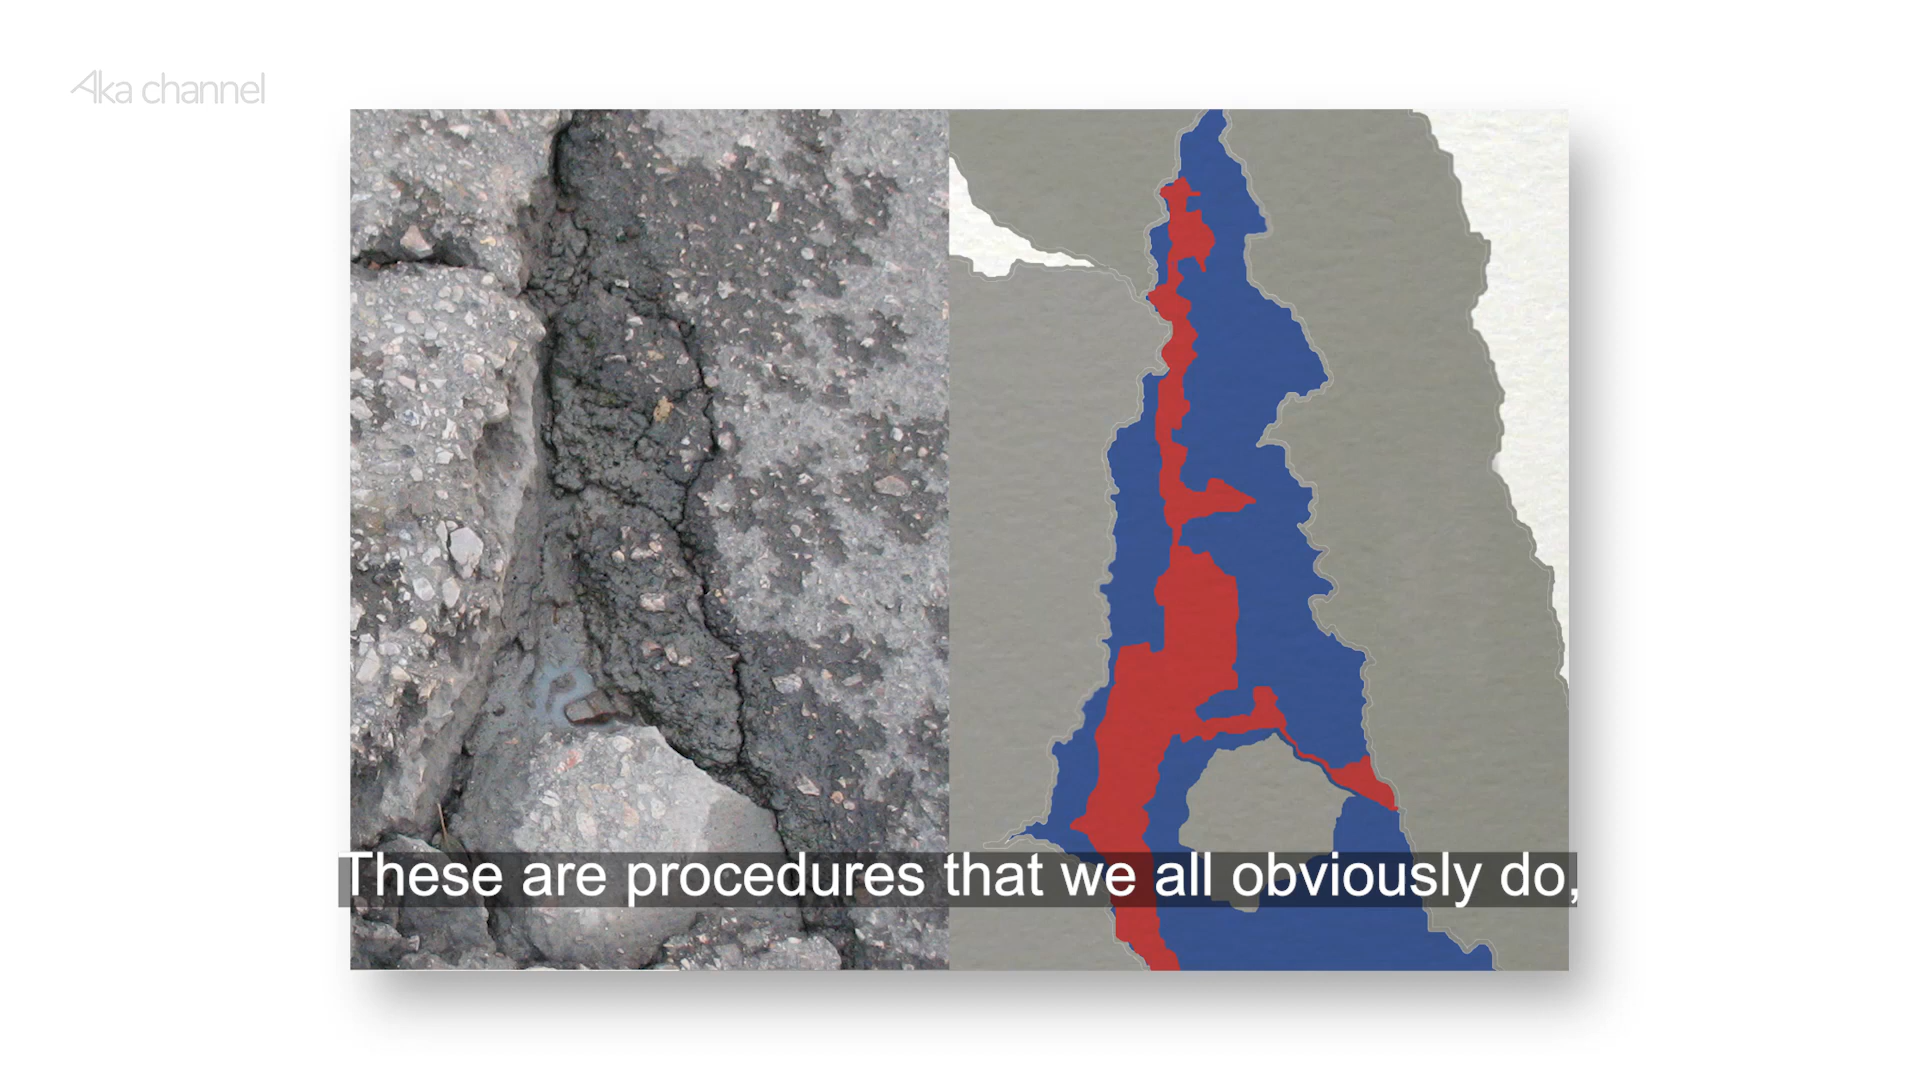 Aka channel
These are procedures that we all obviously do,